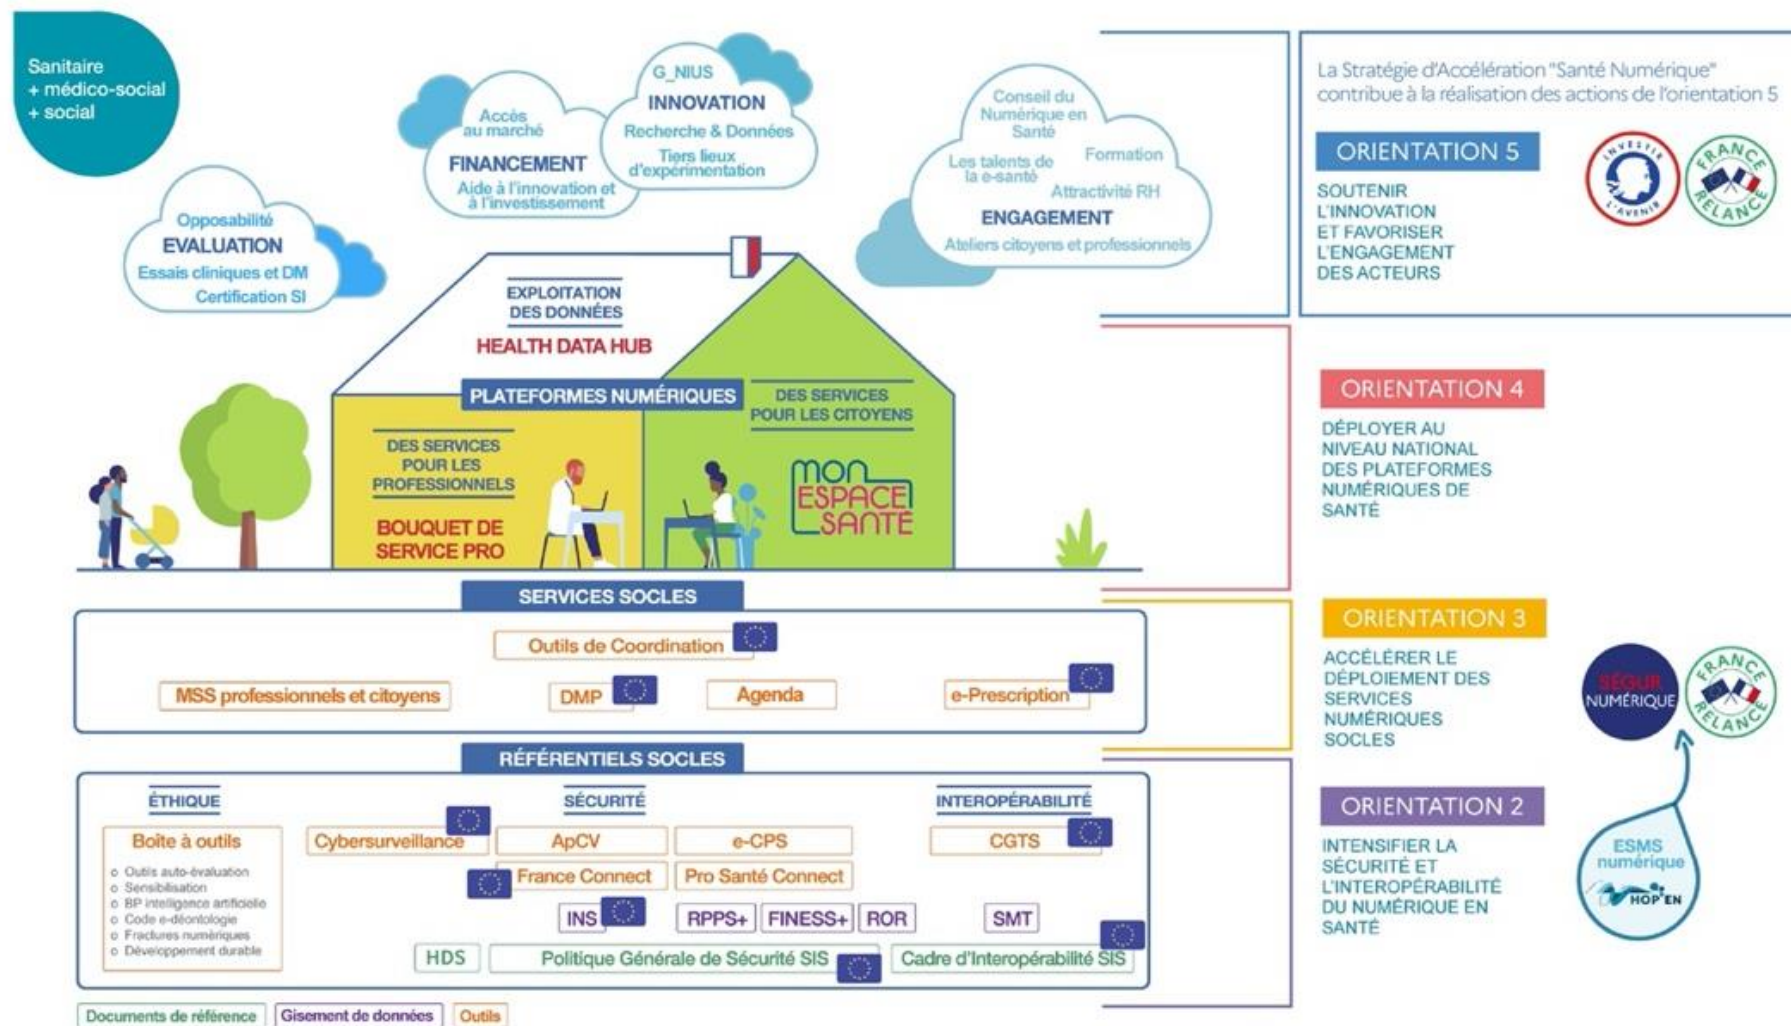 Sanitaire
+ médico-social
+ social
Opposabilité
EVALUATION
Essais cliniques et DM
Certification SI
Accès
au marché
FINANCEMENT
Aide à l'innovation et
à l'investissement
G_NIUS
INNOVATION
Recherche & Données
Tiers lieux
d'expérimentation
Conseil du
Numérique en
Santé
Les talents de
la e-santé
Formation
Attractivité RH
ENGAGEMENT
Ateliers citoyens et professionnels
La Stratégie d'Accélération "Santé Numérique"
contribue à la réalisation des actions de l'orientation 5
ORIENTATION 5
SOUTENIR
L'INNOVATION
ET FAVORISER
L'ENGAGEMENT
DES ACTEURS
INVESTIR
L'AVENIR
FRANCE
RELANCE
EXPLOITATION
DES DONNÉES
HEALTH DATA HUB
PLATEFORMES NUMÉRIQUES
DES SERVICES
POUR LES CITOYENS
DES SERVICES
POUR LES
PROFESSIONNELS
BOUQUET DE
SERVICE PRO
MON
ESPACE
SANTÉ
ORIENTATION 4
DÉPLOYER AU
NIVEAU NATIONAL
DES PLATEFORMES
NUMÉRIQUES DE
SANTÉ
SERVICES SOCLES
Outils de Coordination
MSS professionnels et citoyens
DMP
Agenda
e-Prescription
ORIENTATION 3
ACCÉLÉRER LE
DÉPLOIEMENT DES
SERVICES
NUMÉRIQUES
SOCLES
SÉGUR
NUMÉRIQUE
FRANCE
RELANCE
RÉFÉRENTIELS SOCLES
ÉTHIQUE
Boîte à outils
o Outils auto-évaluation
o Sensibilisation
o BP intelligence artificielle
o Code e-déontologie
o Fractures numériques
o Développement durable
SÉCURITÉ
Cybersurveillance
ApCV
e-CPS
France Connect
Pro Santé Connect
INS
RPPS+
FINESS+
ROR
HDS
Politique Générale de Sécurité SIS
INTEROPÉRABILITÉ
CGTS
SMT
Cadre d'Interopérabilité SIS
ORIENTATION 2
INTENSIFIER LA
SÉCURITÉ ET
L'INTEROPÉRABILITÉ
DU NUMÉRIQUE EN
SANTÉ
ESMS
numérique
HOP'EN
Documents de référence
Gisement de données
Outils